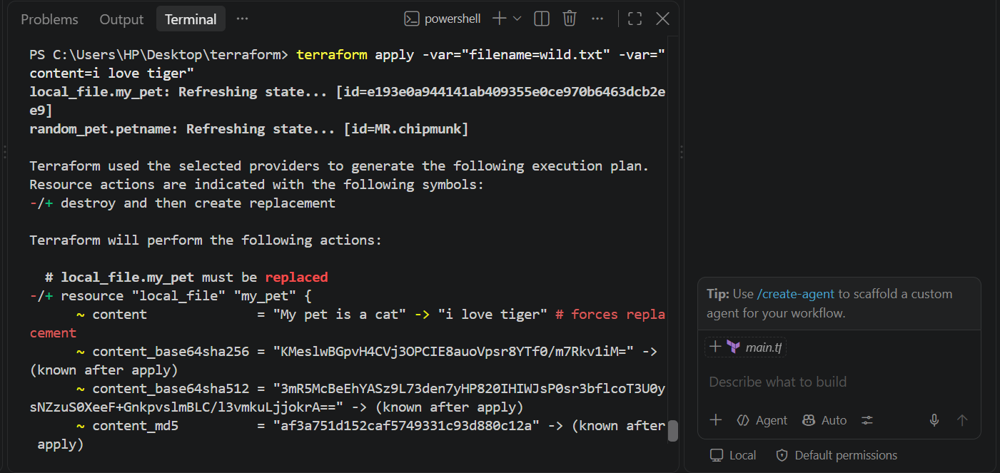 Problems Output Terminal ... powershell
PS C:\Users\HP\Desktop\terraform> terraform apply -var="filename=wild.txt" -var="
content=i love tiger"
local_file.my_pet: Refreshing state... [id=e193e0a944141ab409355e0ce970b6463dcb2e
e9]
random_pet.petname: Refreshing state... [id=MR.chipmunk]
Terraform used the selected providers to generate the following execution plan.
Resource actions are indicated with the following symbols:
-/+ destroy and then create replacement
Terraform will perform the following actions:
# local_file.my_pet must be replaced
-/+ resource "local_file" "my_pet" {
~ content = "My pet is a cat" -> "i love tiger" # forces repla
cement
~ content_base64sha256 = "KMeslwBGpvH4CVj3OPCIE8auoVpsr8YTf0/m7Rkv1iM=" ->
(known after apply)
~ content_base64sha512 = "3mR5McBeEhYASz9L73den7yHP820IHIWJsP0sr3bflcoT3U0y
sNZzuS0XeeF+GnkpvslmBLC/l3vmkuLjjokrA==" -> (known after apply)
~ content_md5 = "af3a751d152caf5749331c93d880c12a" -> (known after
apply)
Tip: Use /create-agent to scaffold a custom
agent for your workflow.
main.tf
Describe what to build
Agent Auto
Local Default permissions